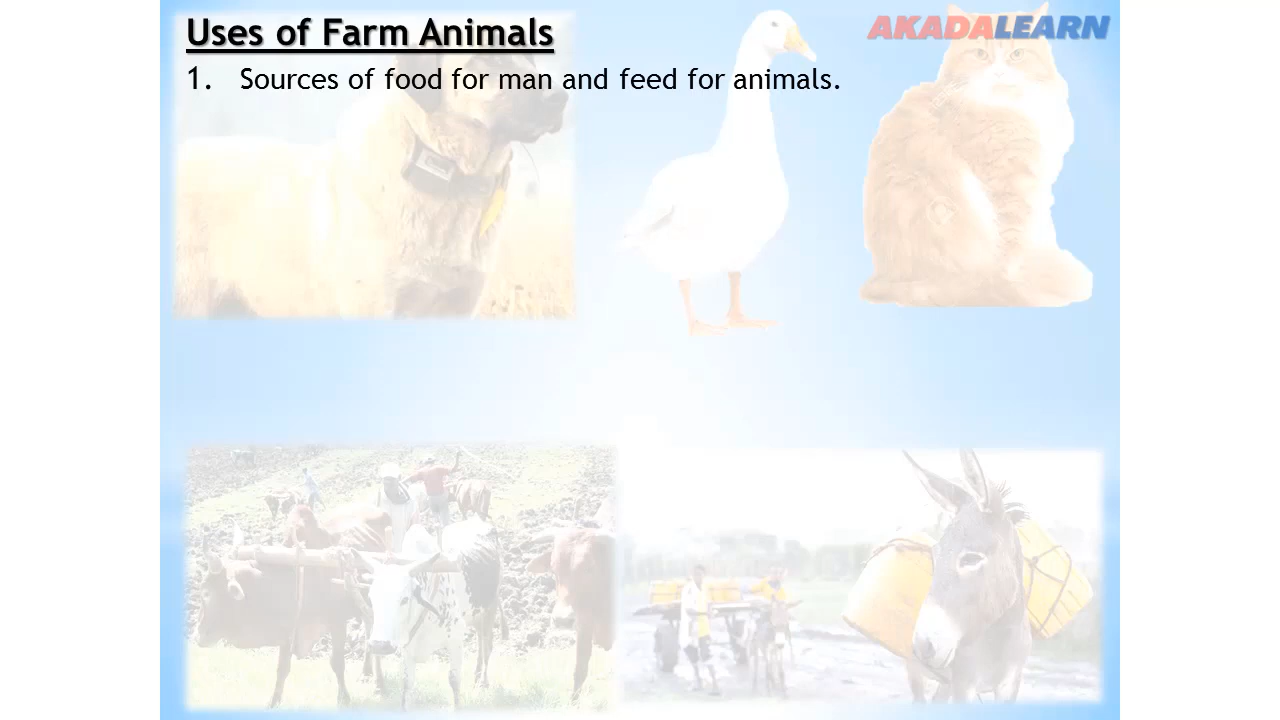 Uses of Farm Animals
AKADALEARN
1. Sources of food for man and feed for animals.